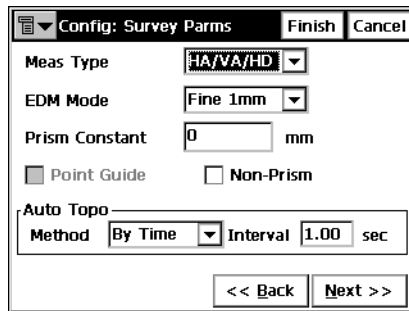 Config: Survey Parms Finish Cancel
Meas Type HA/VA/HD
EDM Mode Fine 1mm
Prism Constant 0 mm
Point Guide Non-Prism
Auto Topo
Method By Time Interval 1.00 sec
<< Back Next >>